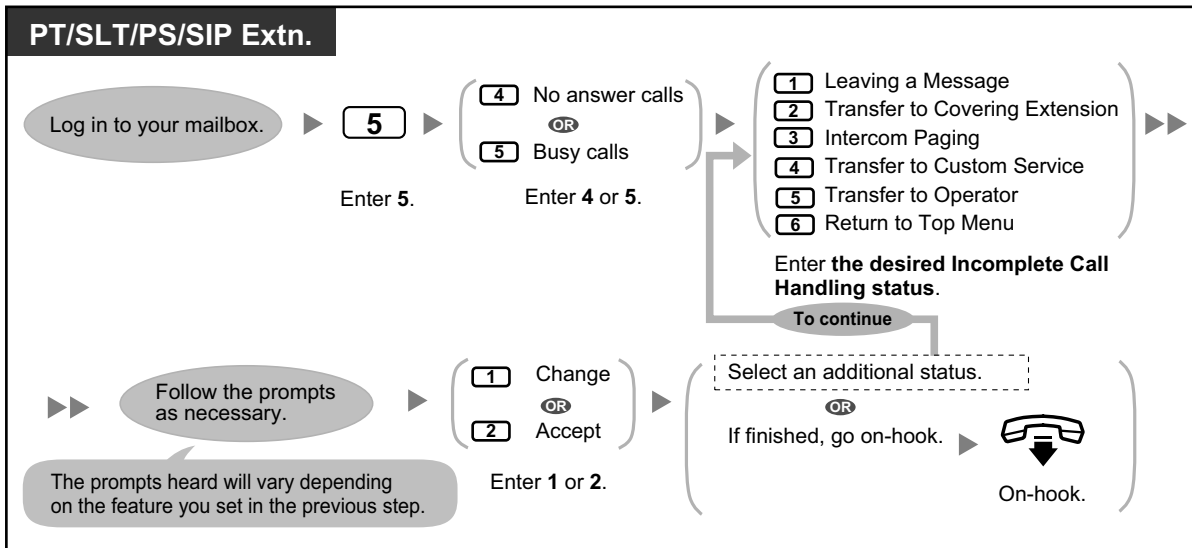 PT/SLT/PS/SIP Extn.
Log in to your mailbox.
5
Enter 5.
4 No answer calls
OR
5 Busy calls
Enter 4 or 5.
1 Leaving a Message
2 Transfer to Covering Extension
3 Intercom Paging
4 Transfer to Custom Service
5 Transfer to Operator
6 Return to Top Menu
Enter the desired Incomplete Call
Handling status.
To continue
Follow the prompts
as necessary.
The prompts heard will vary depending
on the feature you set in the previous step.
1 Change
OR
2 Accept
Enter 1 or 2.
Select an additional status.
OR
If finished, go on-hook.
On-hook.